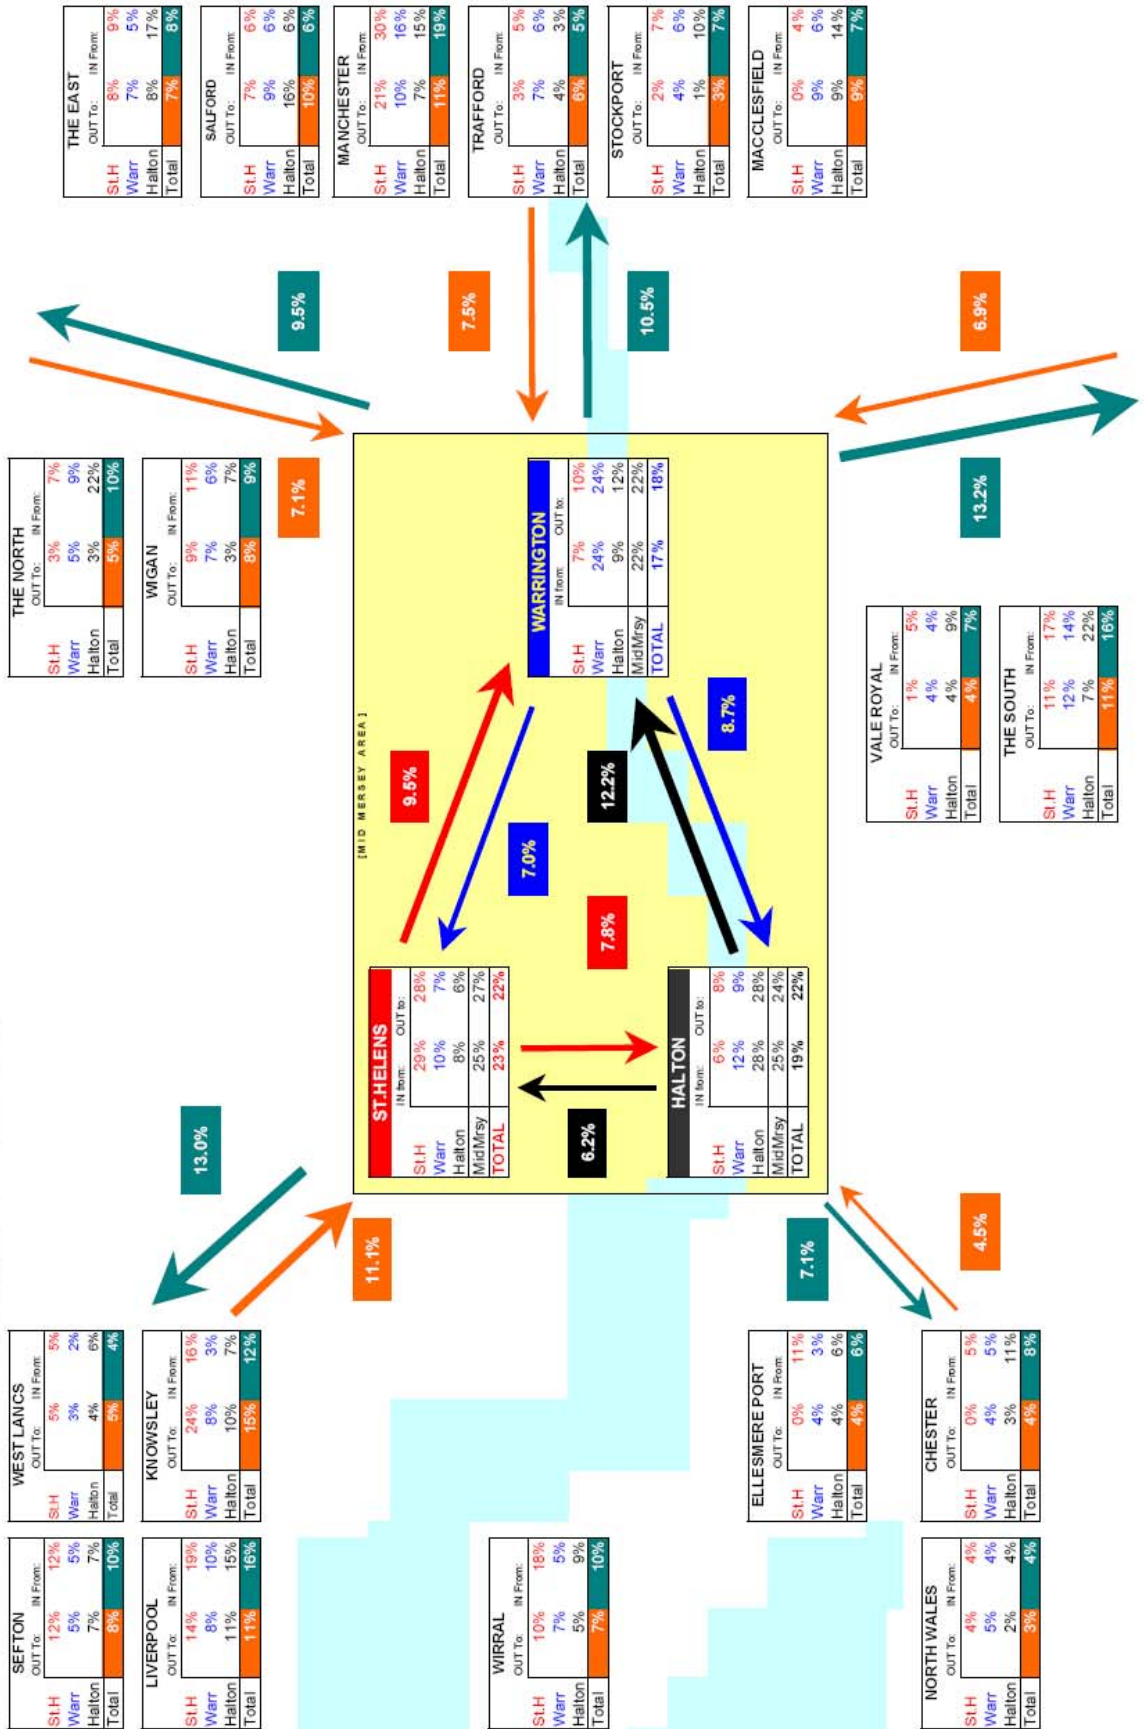 SEFTON
OUT To: IN From:
St.H 12% 12%
Warr 5% 5%
Halton 7% 7%
Total 8% 10%
WEST LANCS
OUT To: IN From:
St.H 5% 5%
Warr 3% 2%
Halton 4% 6%
Total 5% 4%
THE NORTH
OUT To: IN From:
St.H 3% 7%
Warr 5% 9%
Halton 3% 22%
Total 5% 10%
THE EAST
OUT To: IN From:
St.H 8% 9%
Warr 7% 5%
Halton 8% 17%
Total 7% 8%
LIVERPOOL
OUT To: IN From:
St.H 14% 19%
Warr 8% 10%
Halton 11% 15%
Total 11% 16%
KNOWSLEY
OUT To: IN From:
St.H 24% 16%
Warr 8% 3%
Halton 10% 7%
Total 15% 12%
WIGAN
OUT To: IN From:
St.H 9% 11%
Warr 7% 6%
Halton 3% 7%
Total 8% 9%
SALFORD
OUT To: IN From:
St.H 7% 6%
Warr 9% 6%
Halton 16% 6%
Total 10% 6%
13.0%
11.1%
7.1%
9.5%
MANCHESTER
OUT To: IN From:
St.H 21% 30%
Warr 10% 16%
Halton 7% 15%
Total 11% 19%
[MID MERSEY AREA]
ST.HELENS
IN from: OUT to:
St.H 29% 28%
Warr 10% 7%
Halton 8% 6%
MidMrsy 25% 27%
TOTAL 23% 22%
9.5%
7.0%
7.5%
TRAFFORD
OUT To: IN From:
St.H 3% 5%
Warr 7% 6%
Halton 4% 3%
Total 6% 5%
WIRRAL
OUT To: IN From:
St.H 10% 18%
Warr 7% 5%
Halton 5% 9%
Total 7% 10%
WARRINGTON
IN from: OUT to:
St.H 7% 10%
Warr 24% 24%
Halton 9% 12%
MidMrsy 22% 22%
TOTAL 17% 18%
6.2%
7.8%
12.2%
10.5%
STOCKPORT
OUT To: IN From:
St.H 2% 7%
Warr 4% 6%
Halton 1% 10%
Total 3% 7%
HALTON
IN from: OUT to:
St.H 6% 8%
Warr 12% 9%
Halton 28% 28%
MidMrsy 25% 24%
TOTAL 19% 22%
8.7%
MACCLESFIELD
OUT To: IN From:
St.H 0% 4%
Warr 9% 6%
Halton 9% 14%
Total 9% 7%
ELLESMERE PORT
OUT To: IN From:
St.H 0% 11%
Warr 4% 3%
Halton 4% 6%
Total 4% 6%
7.1%
4.5%
VALE ROYAL
OUT To: IN From:
St.H 1% 5%
Warr 4% 4%
Halton 4% 9%
Total 4% 7%
13.2%
6.9%
NORTH WALES
OUT To: IN From:
St.H 4% 4%
Warr 5% 4%
Halton 2% 4%
Total 3% 4%
CHESTER
OUT To: IN From:
St.H 0% 5%
Warr 4% 5%
Halton 3% 11%
Total 4% 8%
THE SOUTH
OUT To: IN From:
St.H 11% 17%
Warr 12% 14%
Halton 7% 22%
Total 11% 16%